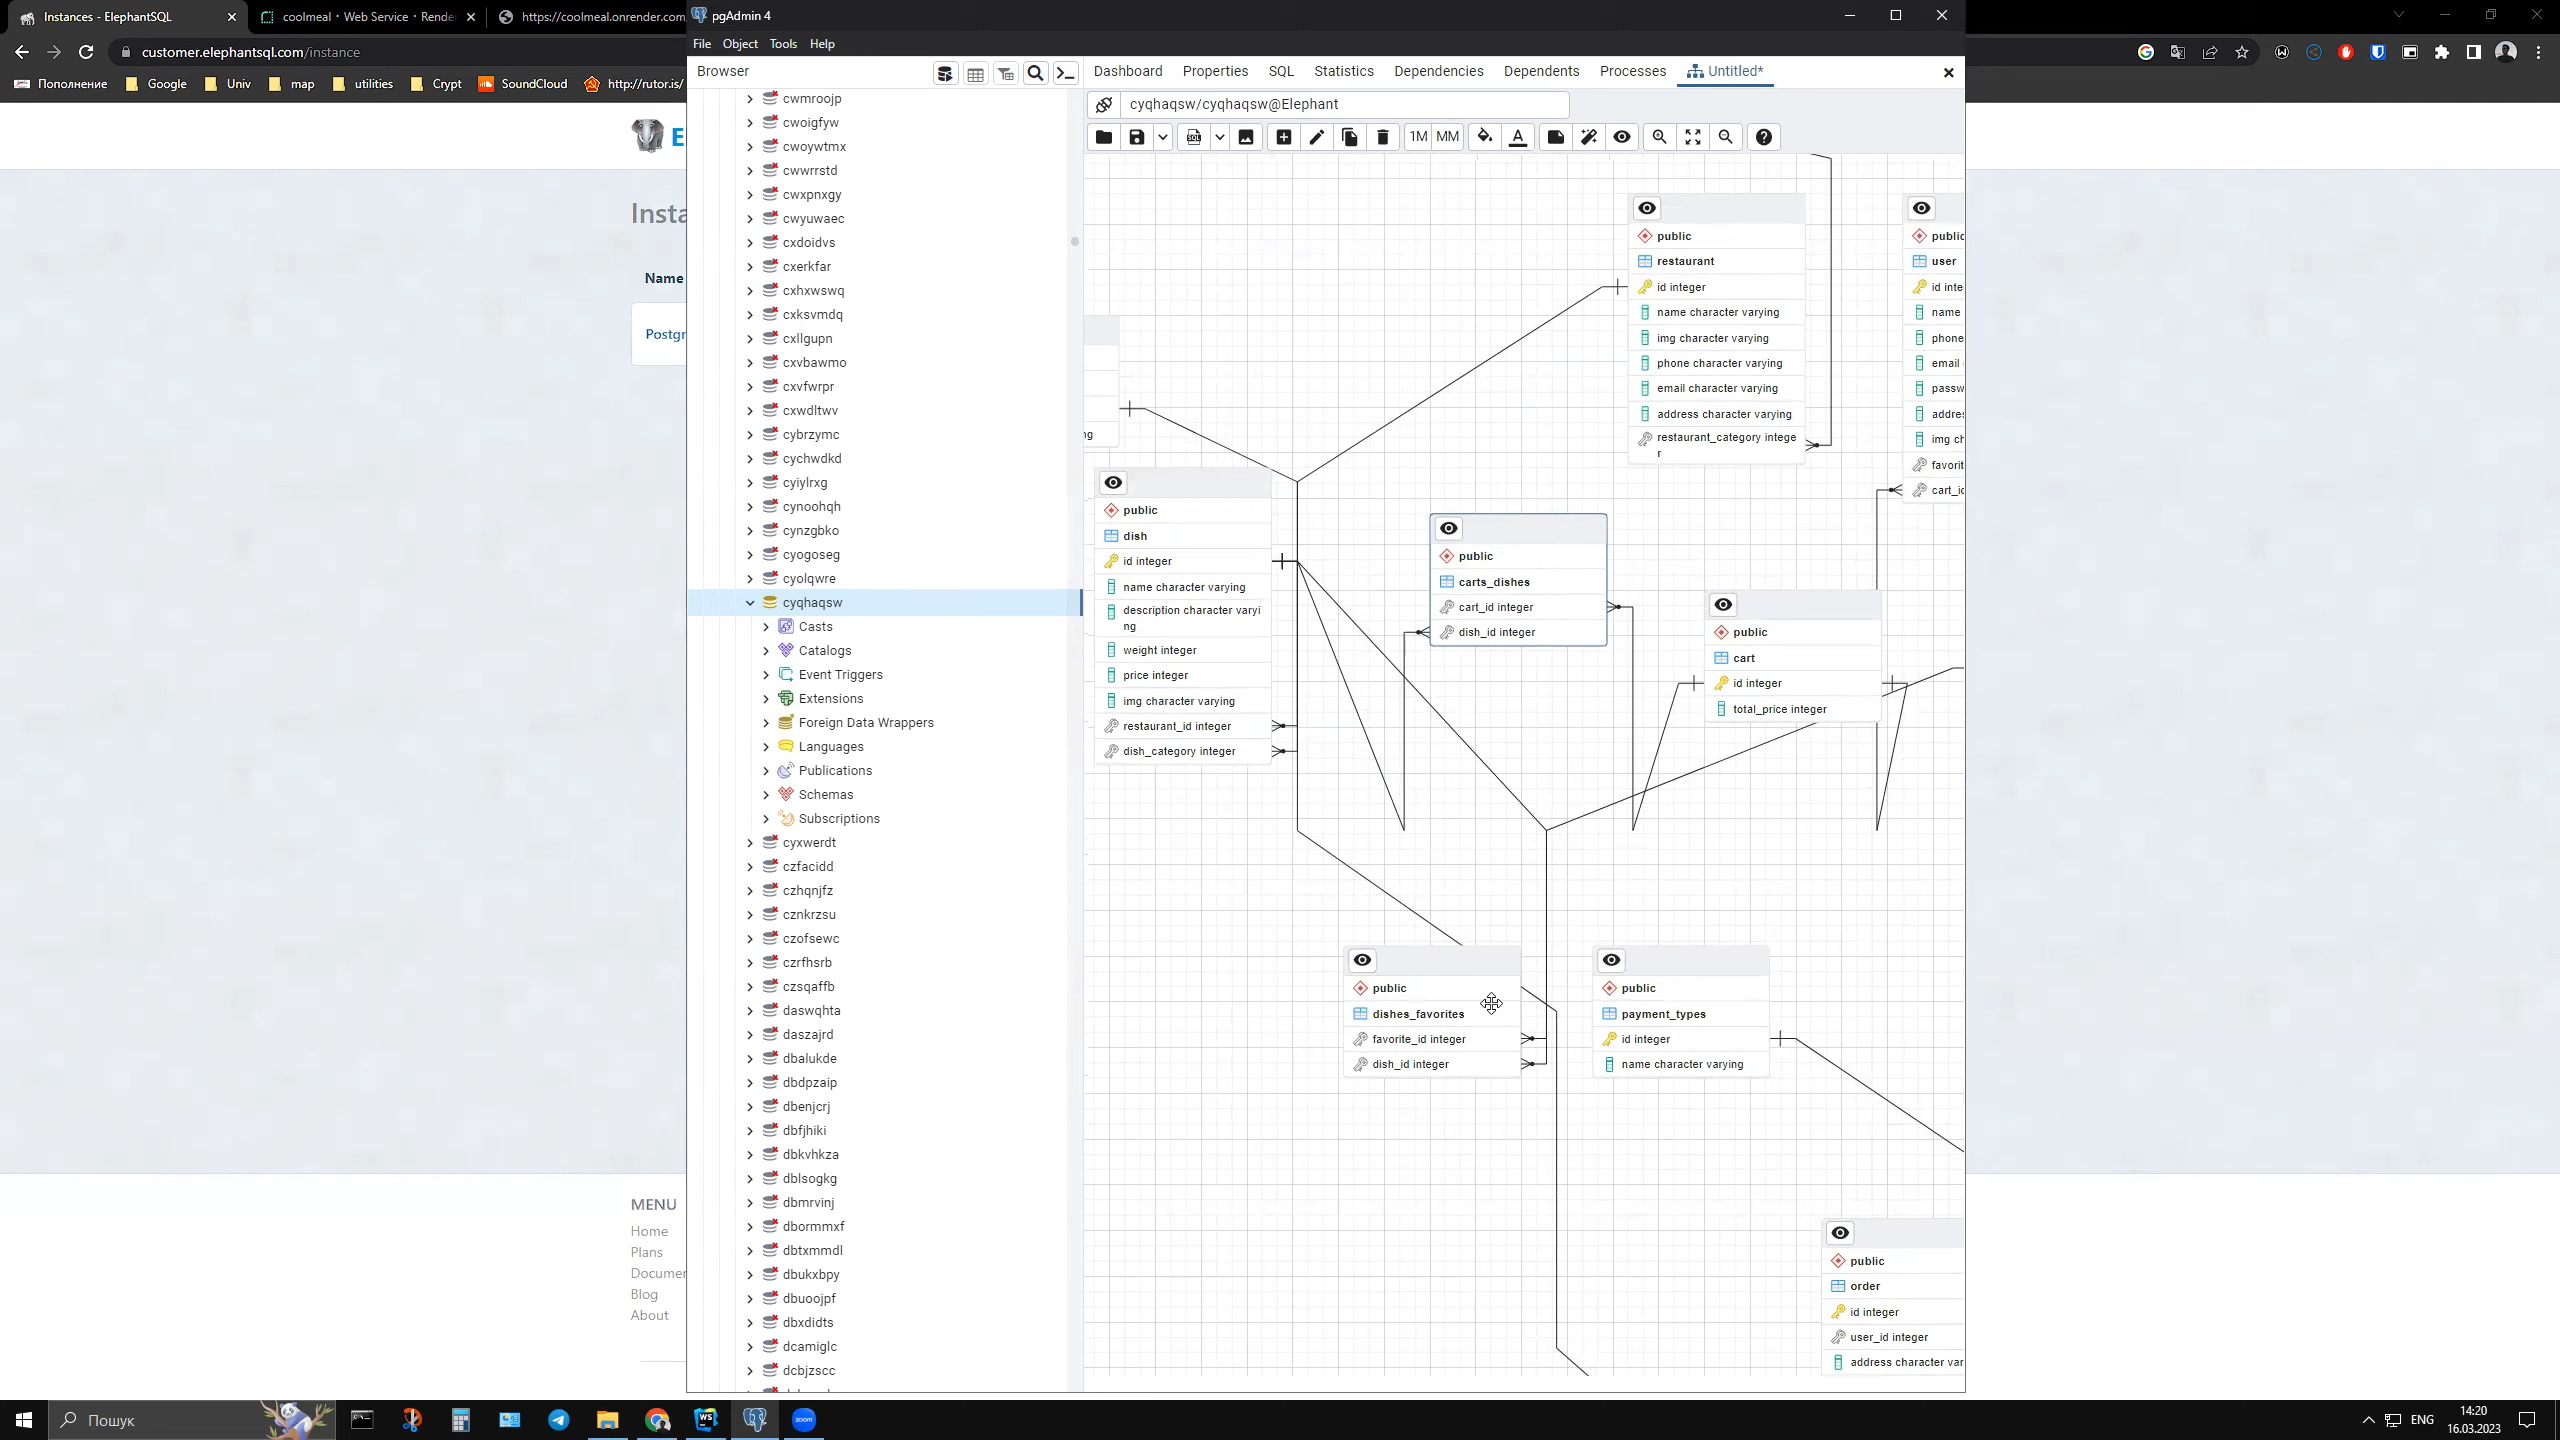 Instances - ElephantSQL
coolmeal · Web Service · Rende
https://coolmeal.onrender.com
customer.elephantsql.com/instance
Пополнение
Google
Univ
map
utilities
Crypt
SoundCloud
http://rutor.is/
E
Insta
Name
Postgr
MENU
Home
Plans
Documen
Blog
About
pgAdmin 4
File
Object
Tools
Help
Browser
cwmroojp
cwoigfyw
cwoywtmx
cwwrrstd
cwxpnxgy
cwyuwaec
cxdoidvs
cxerkfar
cxhxwswq
cxksvmdq
cxllgupn
cxvbawmo
cxvfwrpr
cxwdltwv
cybrzymc
cychwdkd
cyiylrxg
cynoohqh
cynzgbko
cyogoseg
cyolqwre
cyqhaqsw
Casts
Catalogs
Event Triggers
Extensions
Foreign Data Wrappers
Languages
Publications
Schemas
Subscriptions
cyxwerdt
czfacidd
czhqnjfz
cznkrzsu
czofsewc
czrfhsrb
czsqaffb
daswqhta
daszajrd
dbalukde
dbdpzaip
dbenjcrj
dbfjhiki
dbkvhkza
dblsogkg
dbmrvinj
dbormmxf
dbtxmmdl
dbukxbpy
dbuoojpf
dbxdidts
dcamiglc
dcbjzscc
Dashboard
Properties
SQL
Statistics
Dependencies
Dependents
Processes
Untitled*
cyqhaqsw/cyqhaqsw@Elephant
1M
MM
ng
public
dish
id integer
name character varying
description character varyi
ng
weight integer
price integer
img character varying
restaurant_id integer
dish_category integer
public
restaurant
id integer
name character varying
img character varying
phone character varying
email character varying
address character varying
restaurant_category intege
r
public
user
id inte
name
phone
email
passw
addres
img ch
favorit
cart_id
public
carts_dishes
cart_id integer
dish_id integer
public
cart
id integer
total_price integer
public
dishes_favorites
favorite_id integer
dish_id integer
public
payment_types
id integer
name character varying
public
order
id integer
user_id integer
address character var
Пошук
WS
zoom
ENG
14:20
16.03.2023